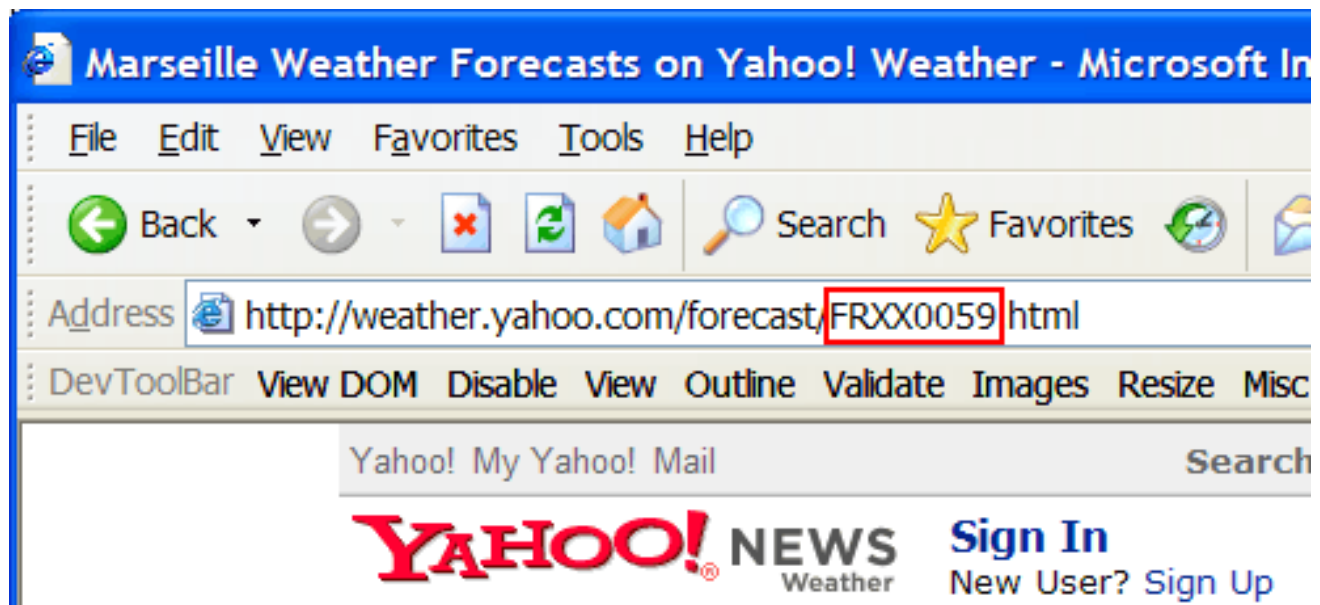 Marseille Weather Forecasts on Yahoo! Weather - Microsoft In
File Edit View Favorites Tools Help
Back Search Favorites
Address http://weather.yahoo.com/forecast/FRXX0059.html
DevToolBar View DOM Disable View Outline Validate Images Resize Misc
Yahoo! My Yahoo! Mail Search
YAHOO!® NEWS Weather
Sign In
New User? Sign Up